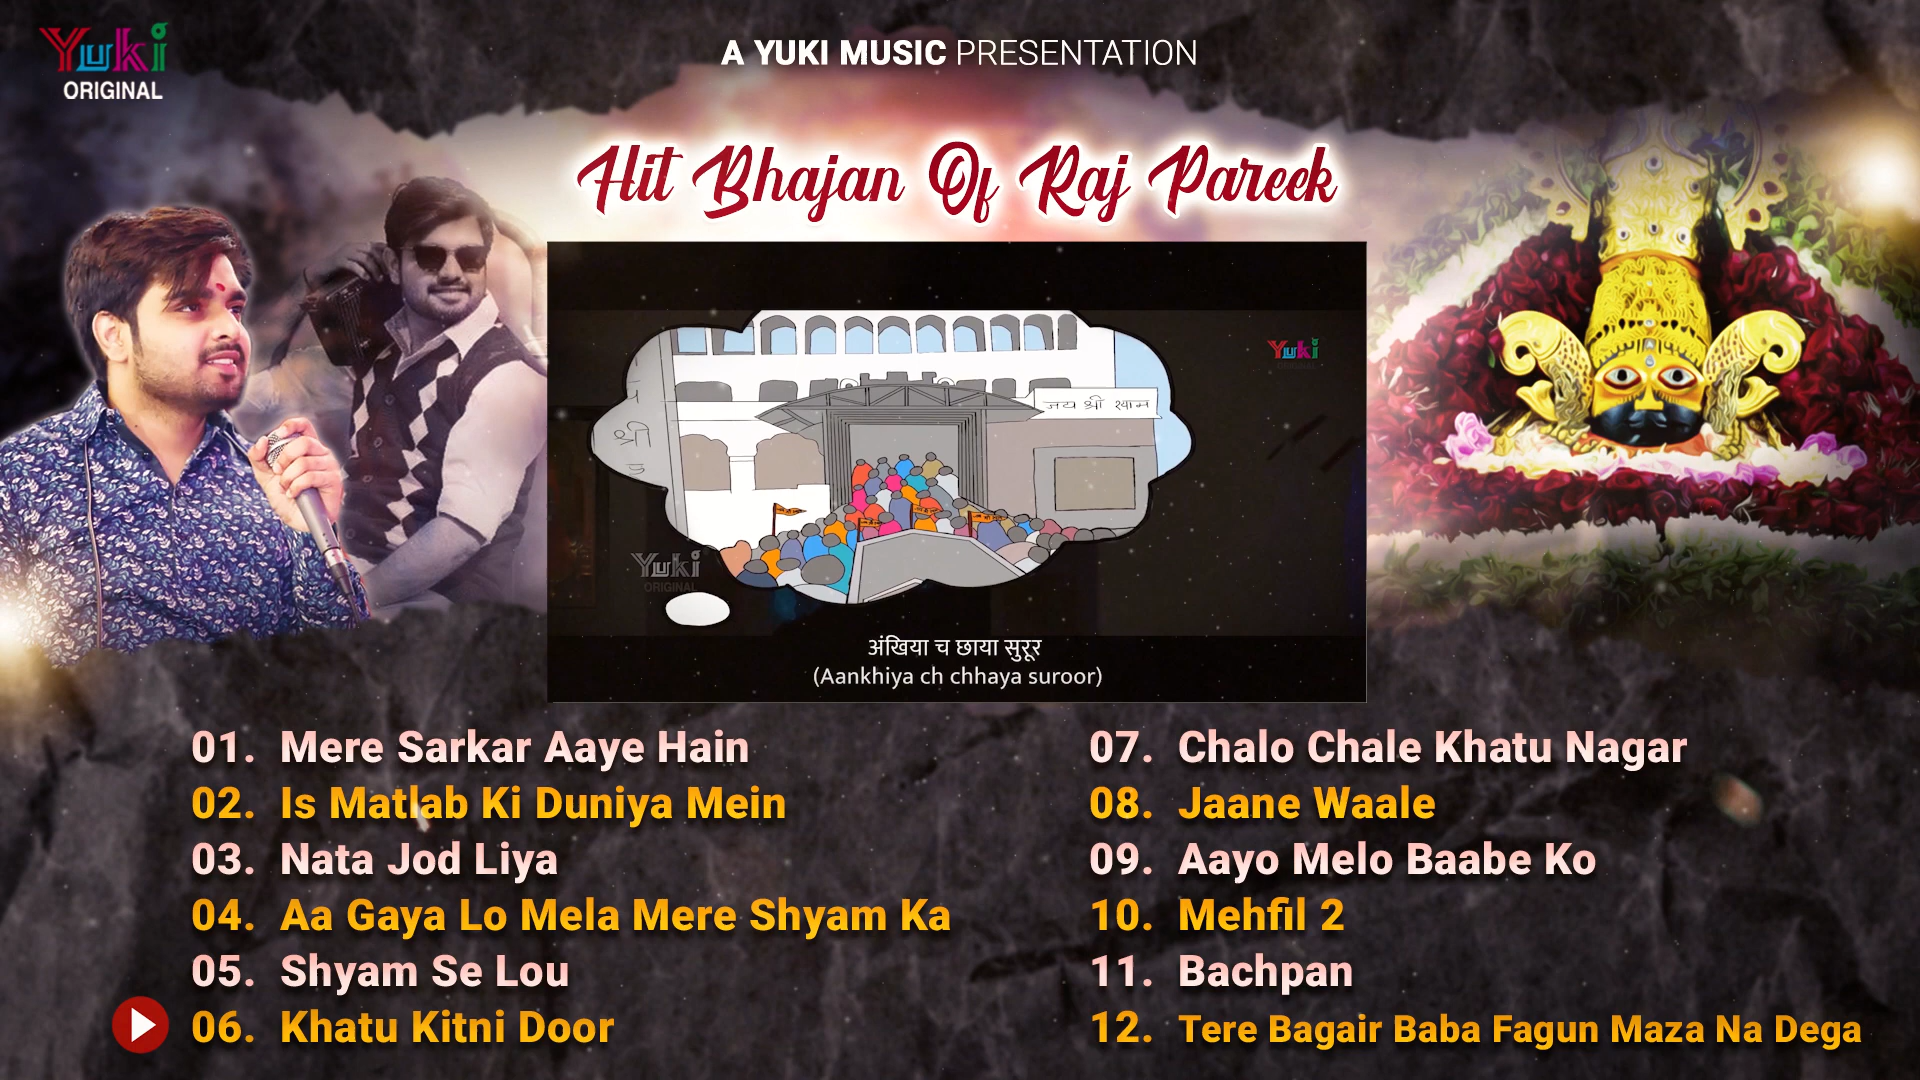 Yuki
ORIGINAL
A YUKI MUSIC PRESENTATION
Hit Bhajan Of Raj Pareek
Yuki
जय श्री श्याम
श्री
Yuki
ORIGINAL
अंखिया च छाया सुरूर
(Aankhiya ch chhaya suroor)
01. Mere Sarkar Aaye Hain
02. Is Matlab Ki Duniya Mein
03. Nata Jod Liya
04. Aa Gaya Lo Mela Mere Shyam Ka
05. Shyam Se Lou
06. Khatu Kitni Door
07. Chalo Chale Khatu Nagar
08. Jaane Waale
09. Aayo Melo Baabe Ko
10. Mehfil 2
11. Bachpan
12. Tere Bagair Baba Fagun Maza Na Dega